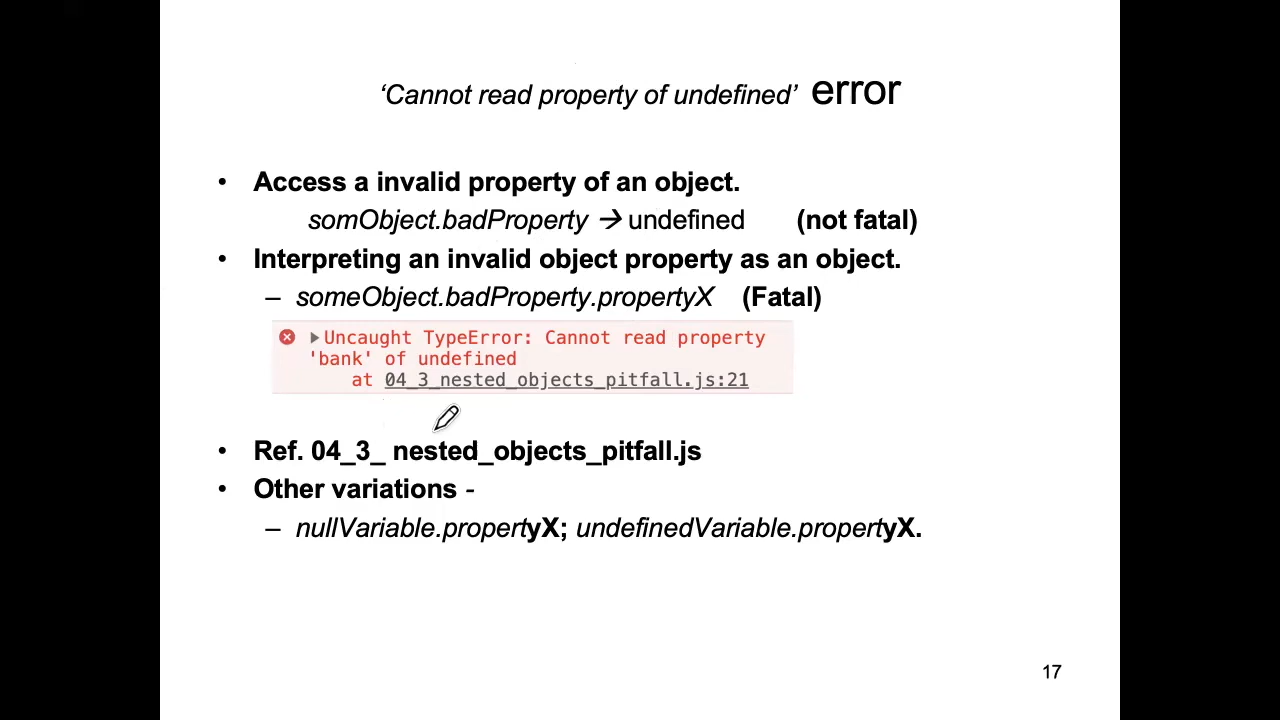 ‘Cannot read property of undefined’ error
• Access a invalid property of an object.
somObject.badProperty → undefined (not fatal)
• Interpreting an invalid object property as an object.
– someObject.badProperty.propertyX (Fatal)
Uncaught TypeError: Cannot read property
'bank' of undefined
at 04_3_nested_objects_pitfall.js:21
• Ref. 04_3_ nested_objects_pitfall.js
• Other variations -
– nullVariable.propertyX; undefinedVariable.propertyX.
17